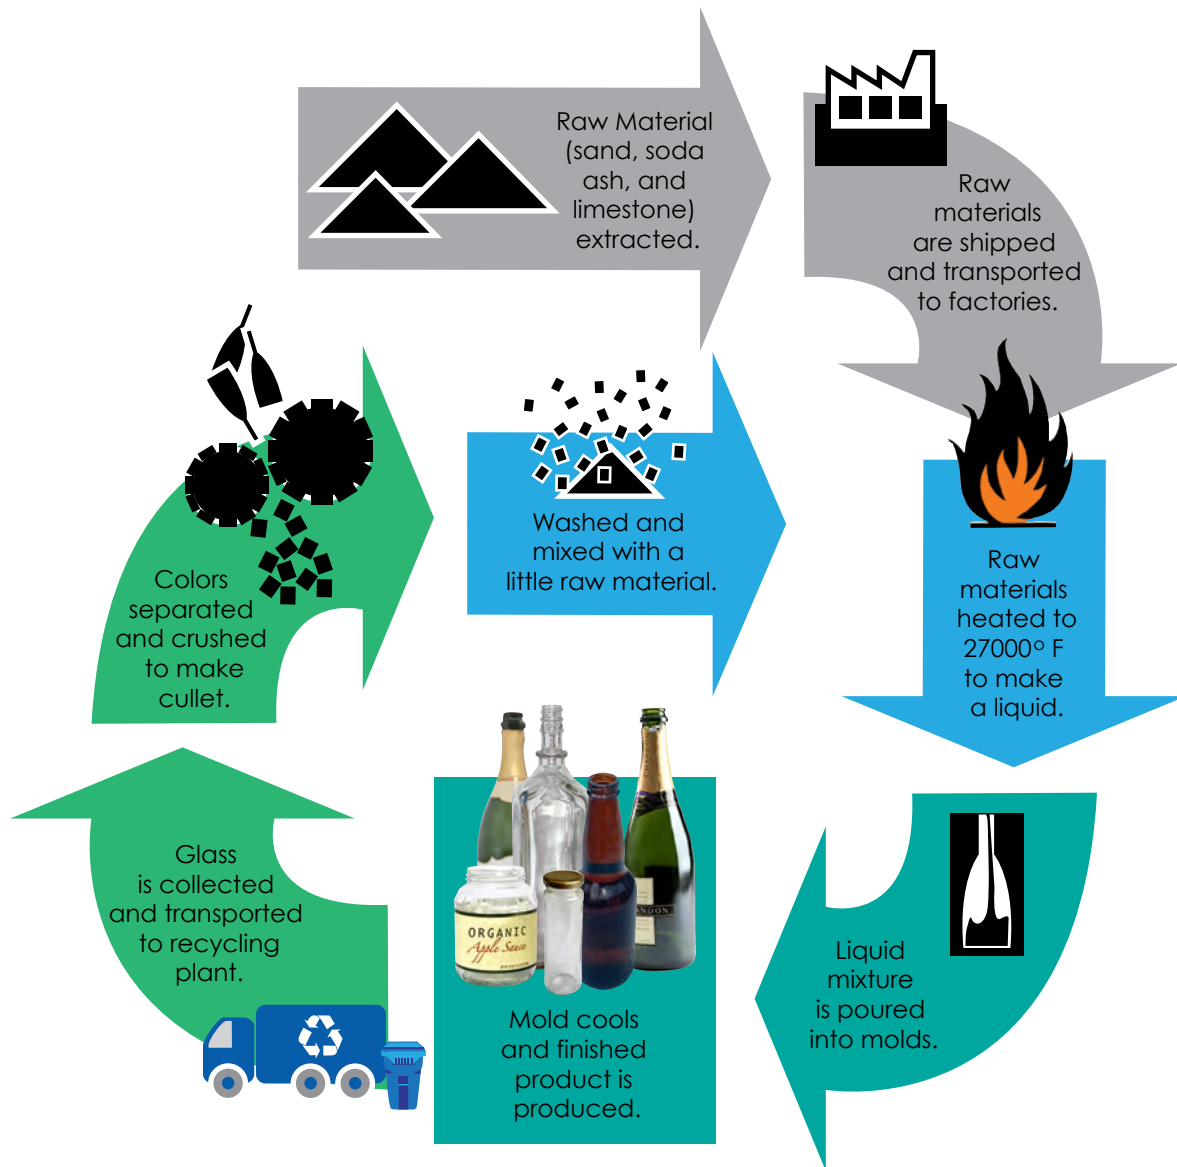 Raw Material
(sand, soda
ash, and
limestone)
extracted.
Raw
materials
are shipped
and transported
to factories.
Raw
materials
heated to
27000° F
to make
a liquid.
Liquid
mixture
is poured
into molds.
ORGANIC
Apple Sauce
Mold cools
and finished
product is
produced.
Glass
is collected
and transported
to recycling
plant.
Colors
separated
and crushed
to make
cullet.
Washed and
mixed with a
little raw material.